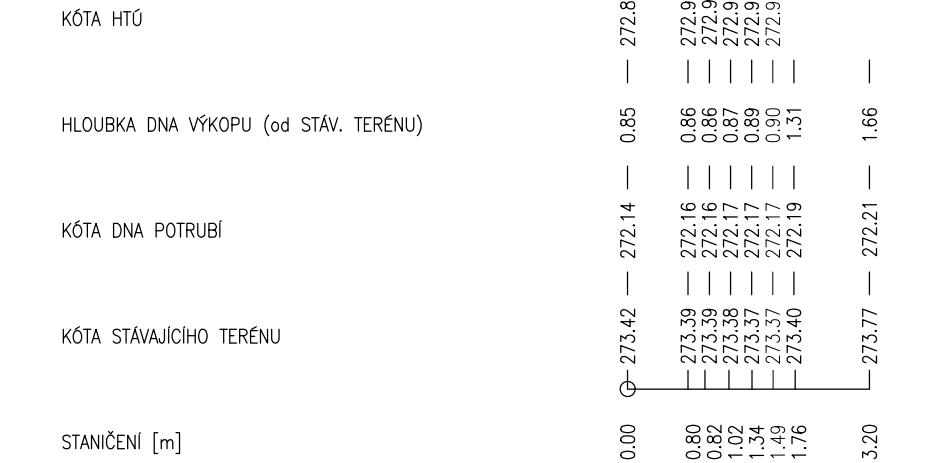 KÓTA HTÚ 272.8 272.9 272.9 272.9 272.9 272.9
HLOUBKA DNA VÝKOPU (od STÁV. TERÉNU) 0.85 0.86 0.86 0.87 0.89 0.90 1.31 1.66
KÓTA DNA POTRUBÍ 272.14 272.16 272.16 272.17 272.17 272.17 272.19 272.21
KÓTA STÁVAJÍCÍHO TERÉNU 273.42 273.39 273.39 273.38 273.37 273.37 273.40 273.77
STANIČENÍ [m] 0.00 0.80 0.82 1.02 1.34 1.49 1.76 3.20